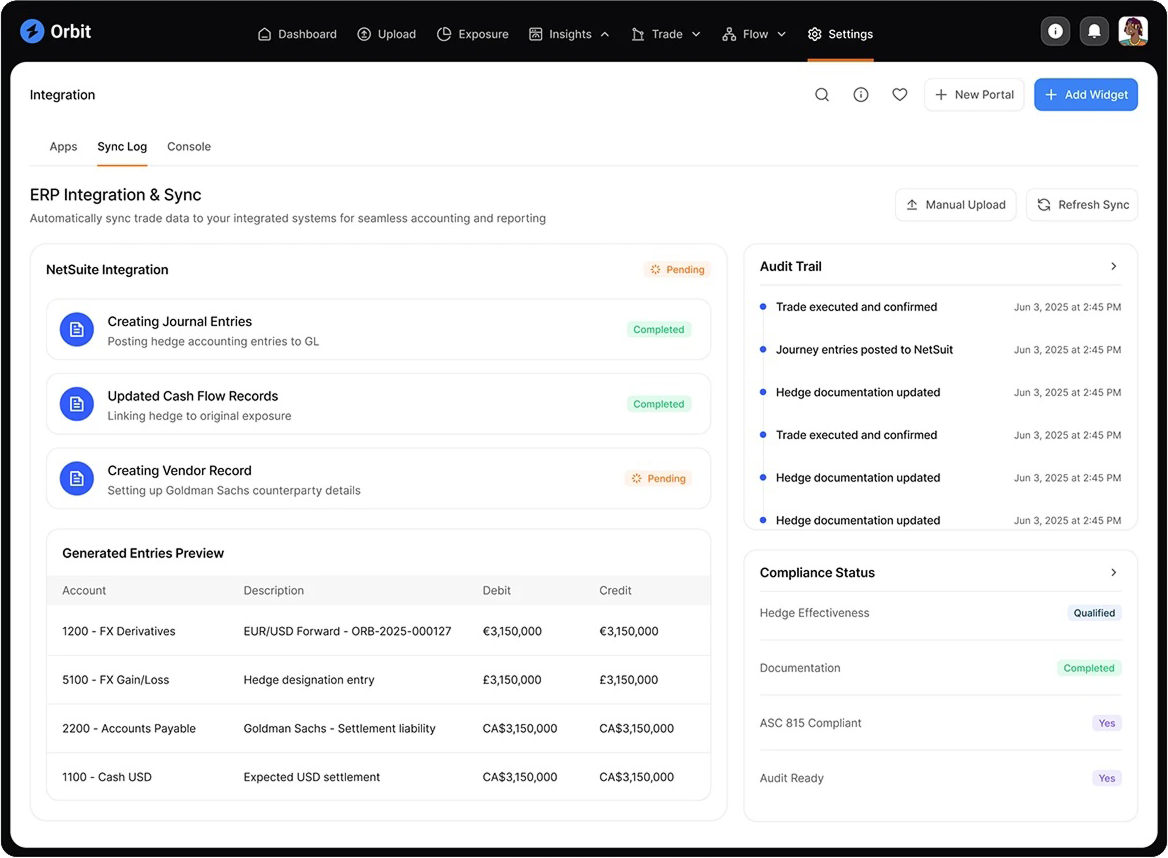 Orbit
Dashboard Upload Exposure Insights Trade Flow Settings
Integration
New Portal Add Widget
Apps Sync Log Console
ERP Integration & Sync
Automatically sync trade data to your integrated systems for seamless accounting and reporting
Manual Upload Refresh Sync
NetSuite Integration Pending
Creating Journal Entries
Posting hedge accounting entries to GL
Completed
Updated Cash Flow Records
Linking hedge to original exposure
Completed
Creating Vendor Record
Setting up Goldman Sachs counterparty details
Pending
Generated Entries Preview
Account Description Debit Credit
1200 - FX Derivatives EUR/USD Forward - ORB-2025-000127 €3,150,000 €3,150,000
5100 - FX Gain/Loss Hedge designation entry £3,150,000 £3,150,000
2200 - Accounts Payable Goldman Sachs - Settlement liability CA$3,150,000 CA$3,150,000
1100 - Cash USD Expected USD settlement CA$3,150,000 CA$3,150,000
Audit Trail
Trade executed and confirmed Jun 3, 2025 at 2:45 PM
Journey entries posted to NetSuit Jun 3, 2025 at 2:45 PM
Hedge documentation updated Jun 3, 2025 at 2:45 PM
Trade executed and confirmed Jun 3, 2025 at 2:45 PM
Hedge documentation updated Jun 3, 2025 at 2:45 PM
Hedge documentation updated Jun 3, 2025 at 2:45 PM
Compliance Status
Hedge Effectiveness Qualified
Documentation Completed
ASC 815 Compliant Yes
Audit Ready Yes